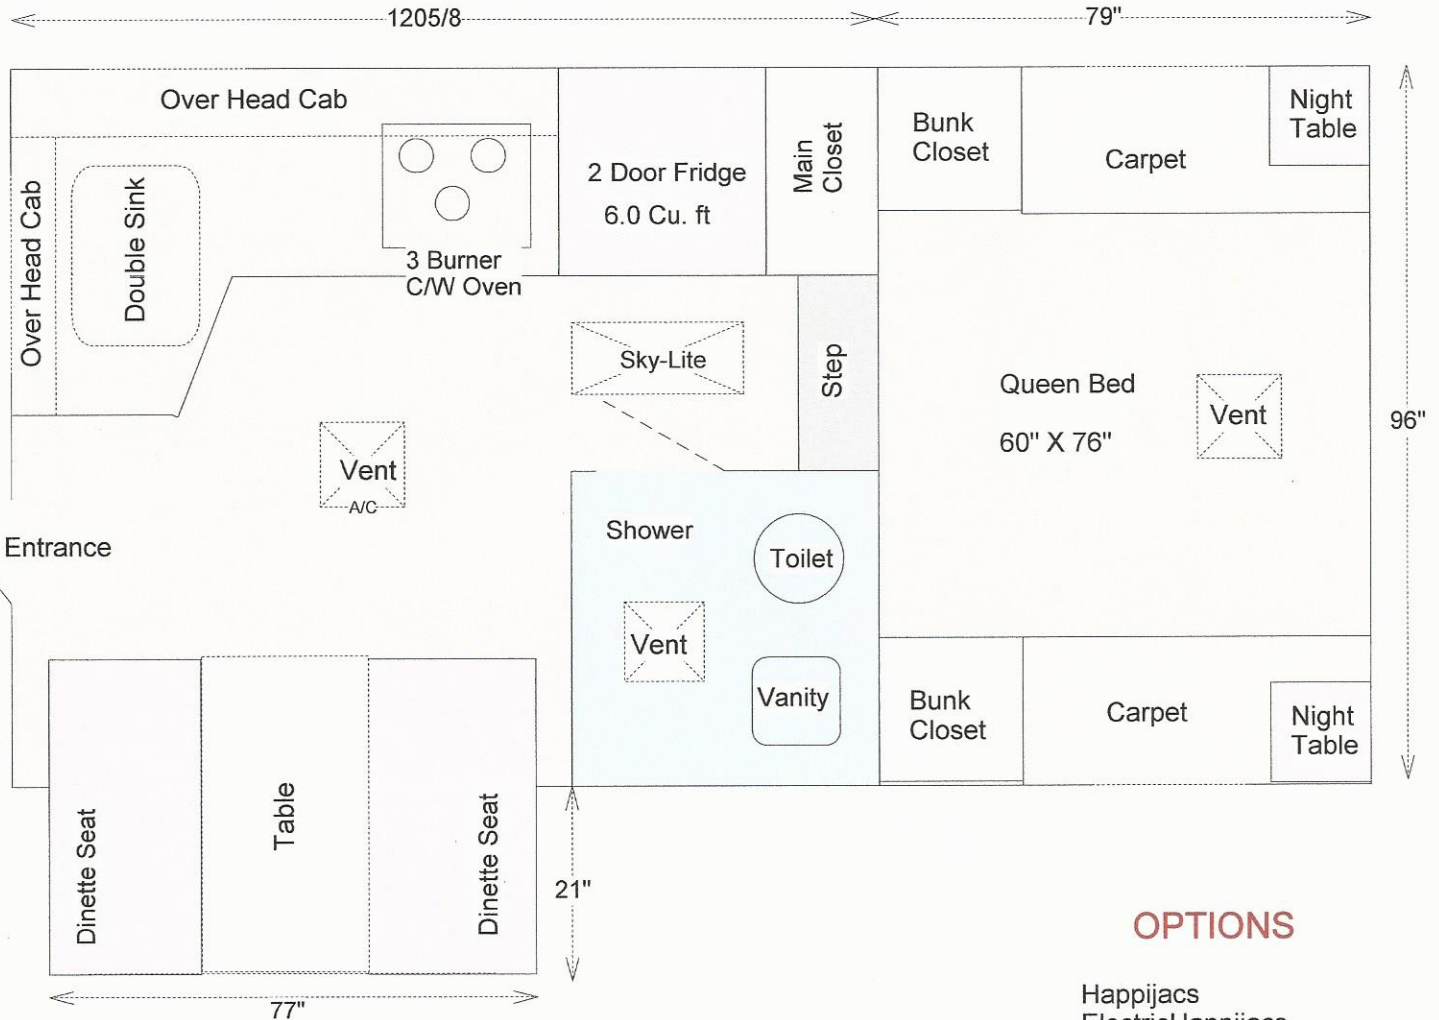 1205/8
79"
Over Head Cab
Over Head Cab
Double Sink
3 Burner
C/W Oven
2 Door Fridge
6.0 Cu. ft
Main
Closet
Bunk
Closet
Carpet
Night
Table
Sky-Lite
Step
Queen Bed
60" X 76"
Vent
96"
Vent
A/C
Entrance
Shower
Toilet
Vent
Vanity
Bunk
Closet
Carpet
Night
Table
Dinette Seat
Table
Dinette Seat
21"
77"
OPTIONS
Happijacs
ElectricHappijacs